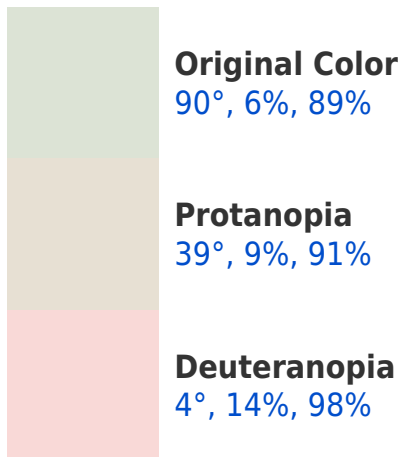 Original Color
90°, 6%, 89%
Protanopia
39°, 9%, 91%
Deuteranopia
4°, 14%, 98%